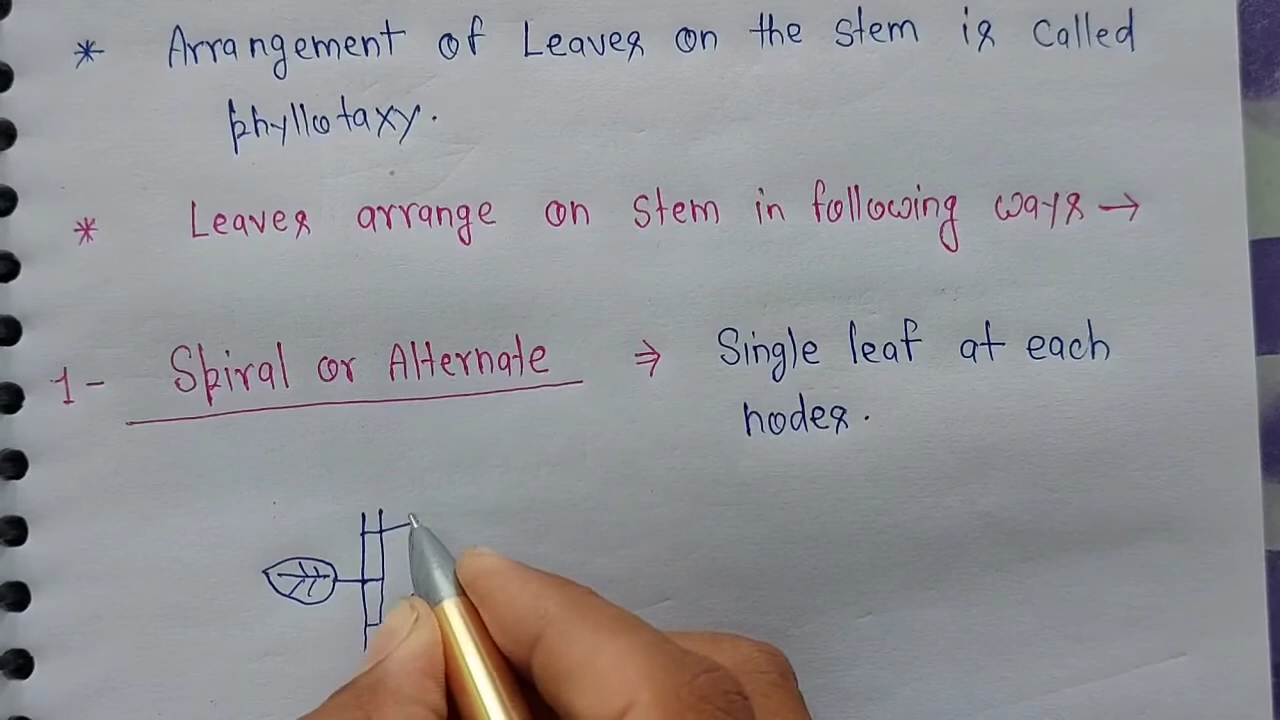 * Arrangement of Leaves on the stem is called
phyllotaxy.
* Leaves arrange on stem in following ways →
1- Spiral or Alternate ⇒ Single leaf at each
nodes.